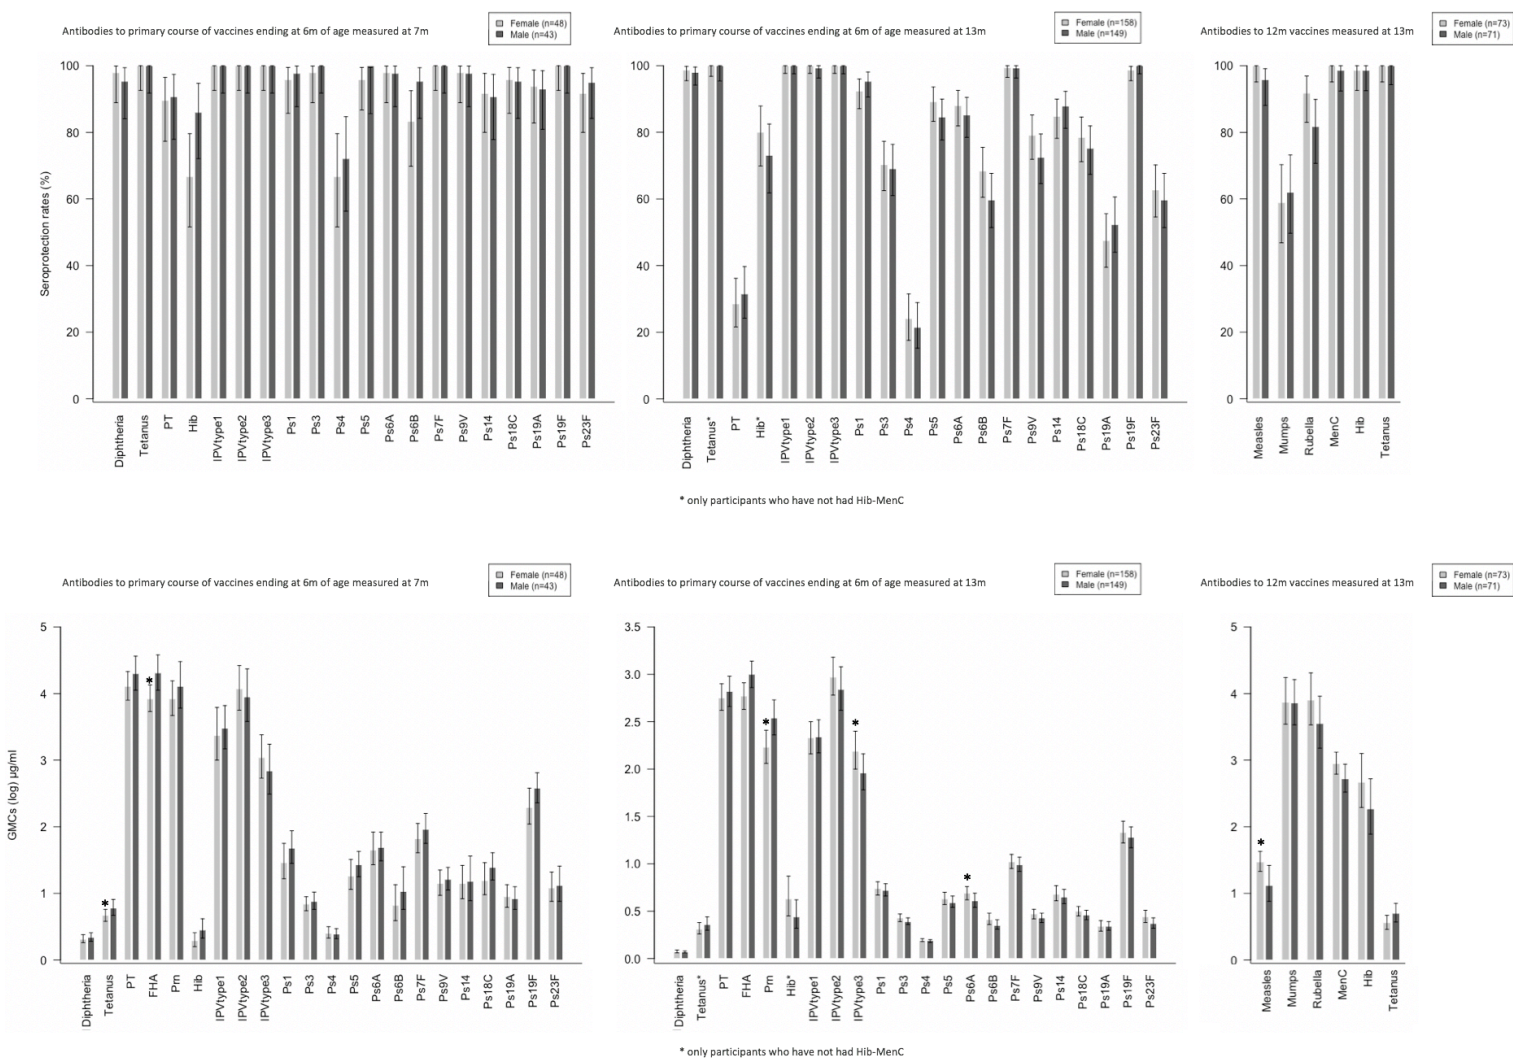 Antibodies to primary course of vaccines ending at 6m of age measured at 7m
Female (n=48)
Male (n=43)
Antibodies to primary course of vaccines ending at 6m of age measured at 13m
Female (n=158)
Male (n=149)
Antibodies to 12m vaccines measured at 13m
Female (n=73)
Male (n=71)
Seroprotection rates (%)
100
80
60
40
20
0
Diphtheria
Tetanus
PT
Hib
IPVtype1
IPVtype2
IPVtype3
Ps1
Ps3
Ps4
Ps5
Ps6A
Ps6B
Ps7F
Ps9V
Ps14
Ps18C
Ps19A
Ps19F
Ps23F
100
80
60
40
20
0
Diphtheria
Tetanus*
PT
Hib*
IPVtype1
IPVtype2
IPVtype3
Ps1
Ps3
Ps4
Ps5
Ps6A
Ps6B
Ps7F
Ps9V
Ps14
Ps18C
Ps19A
Ps19F
Ps23F
100
80
60
40
20
0
Measles
Mumps
Rubella
MenC
Hib
Tetanus
* only participants who have not had Hib-MenC
Antibodies to primary course of vaccines ending at 6m of age measured at 7m
Female (n=48)
Male (n=43)
Antibodies to primary course of vaccines ending at 6m of age measured at 13m
Female (n=158)
Male (n=149)
Antibodies to 12m vaccines measured at 13m
Female (n=73)
Male (n=71)
GMCs (log) µg/ml
5
4
3
2
1
0
*
*
Diphtheria
Tetanus
PT
FHA
Prn
Hib
IPVtype1
IPVtype2
IPVtype3
Ps1
Ps3
Ps4
Ps5
Ps6A
Ps6B
Ps7F
Ps9V
Ps14
Ps18C
Ps19A
Ps19F
Ps23F
3.5
3.0
2.5
2.0
1.5
1.0
0.5
0.0
*
*
*
Diphtheria
Tetanus*
PT
FHA
Prn
Hib*
IPVtype1
IPVtype2
IPVtype3
Ps1
Ps3
Ps4
Ps5
Ps6A
Ps6B
Ps7F
Ps9V
Ps14
Ps18C
Ps19A
Ps19F
Ps23F
5
4
3
2
1
0
*
Measles
Mumps
Rubella
MenC
Hib
Tetanus
* only participants who have not had Hib-MenC